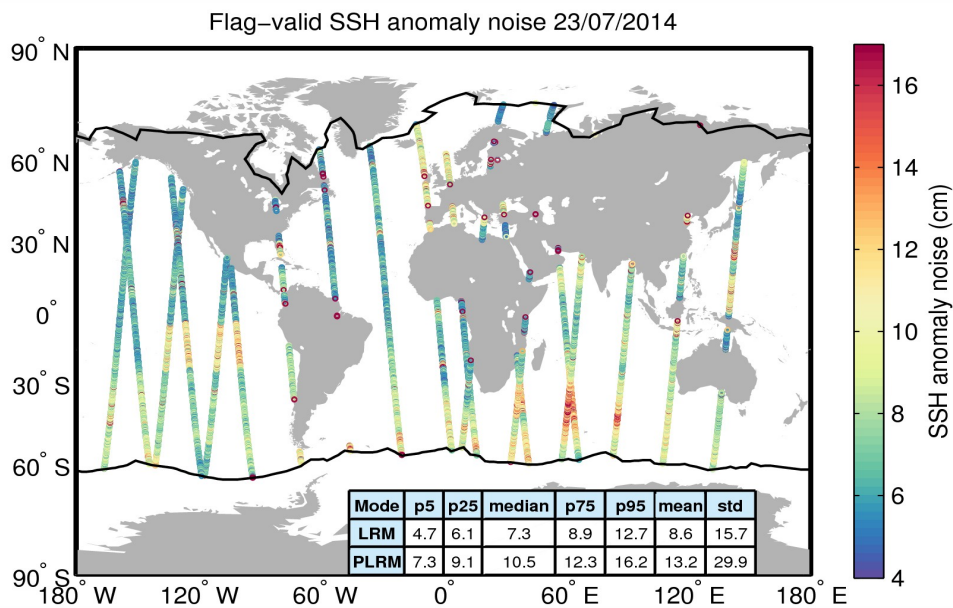 Flag−valid SSH anomaly noise 23/07/2014
90° N
60° N
30° N
0°
30° S
60° S
90° S
180° W
120° W
60° W
0°
60° E
120° E
180° E
16
14
12
10
8
6
4
SSH anomaly noise (cm)
Mode p5 p25 median p75 p95 mean std
LRM 4.7 6.1 7.3 8.9 12.7 8.6 15.7
PLRM 7.3 9.1 10.5 12.3 16.2 13.2 29.9